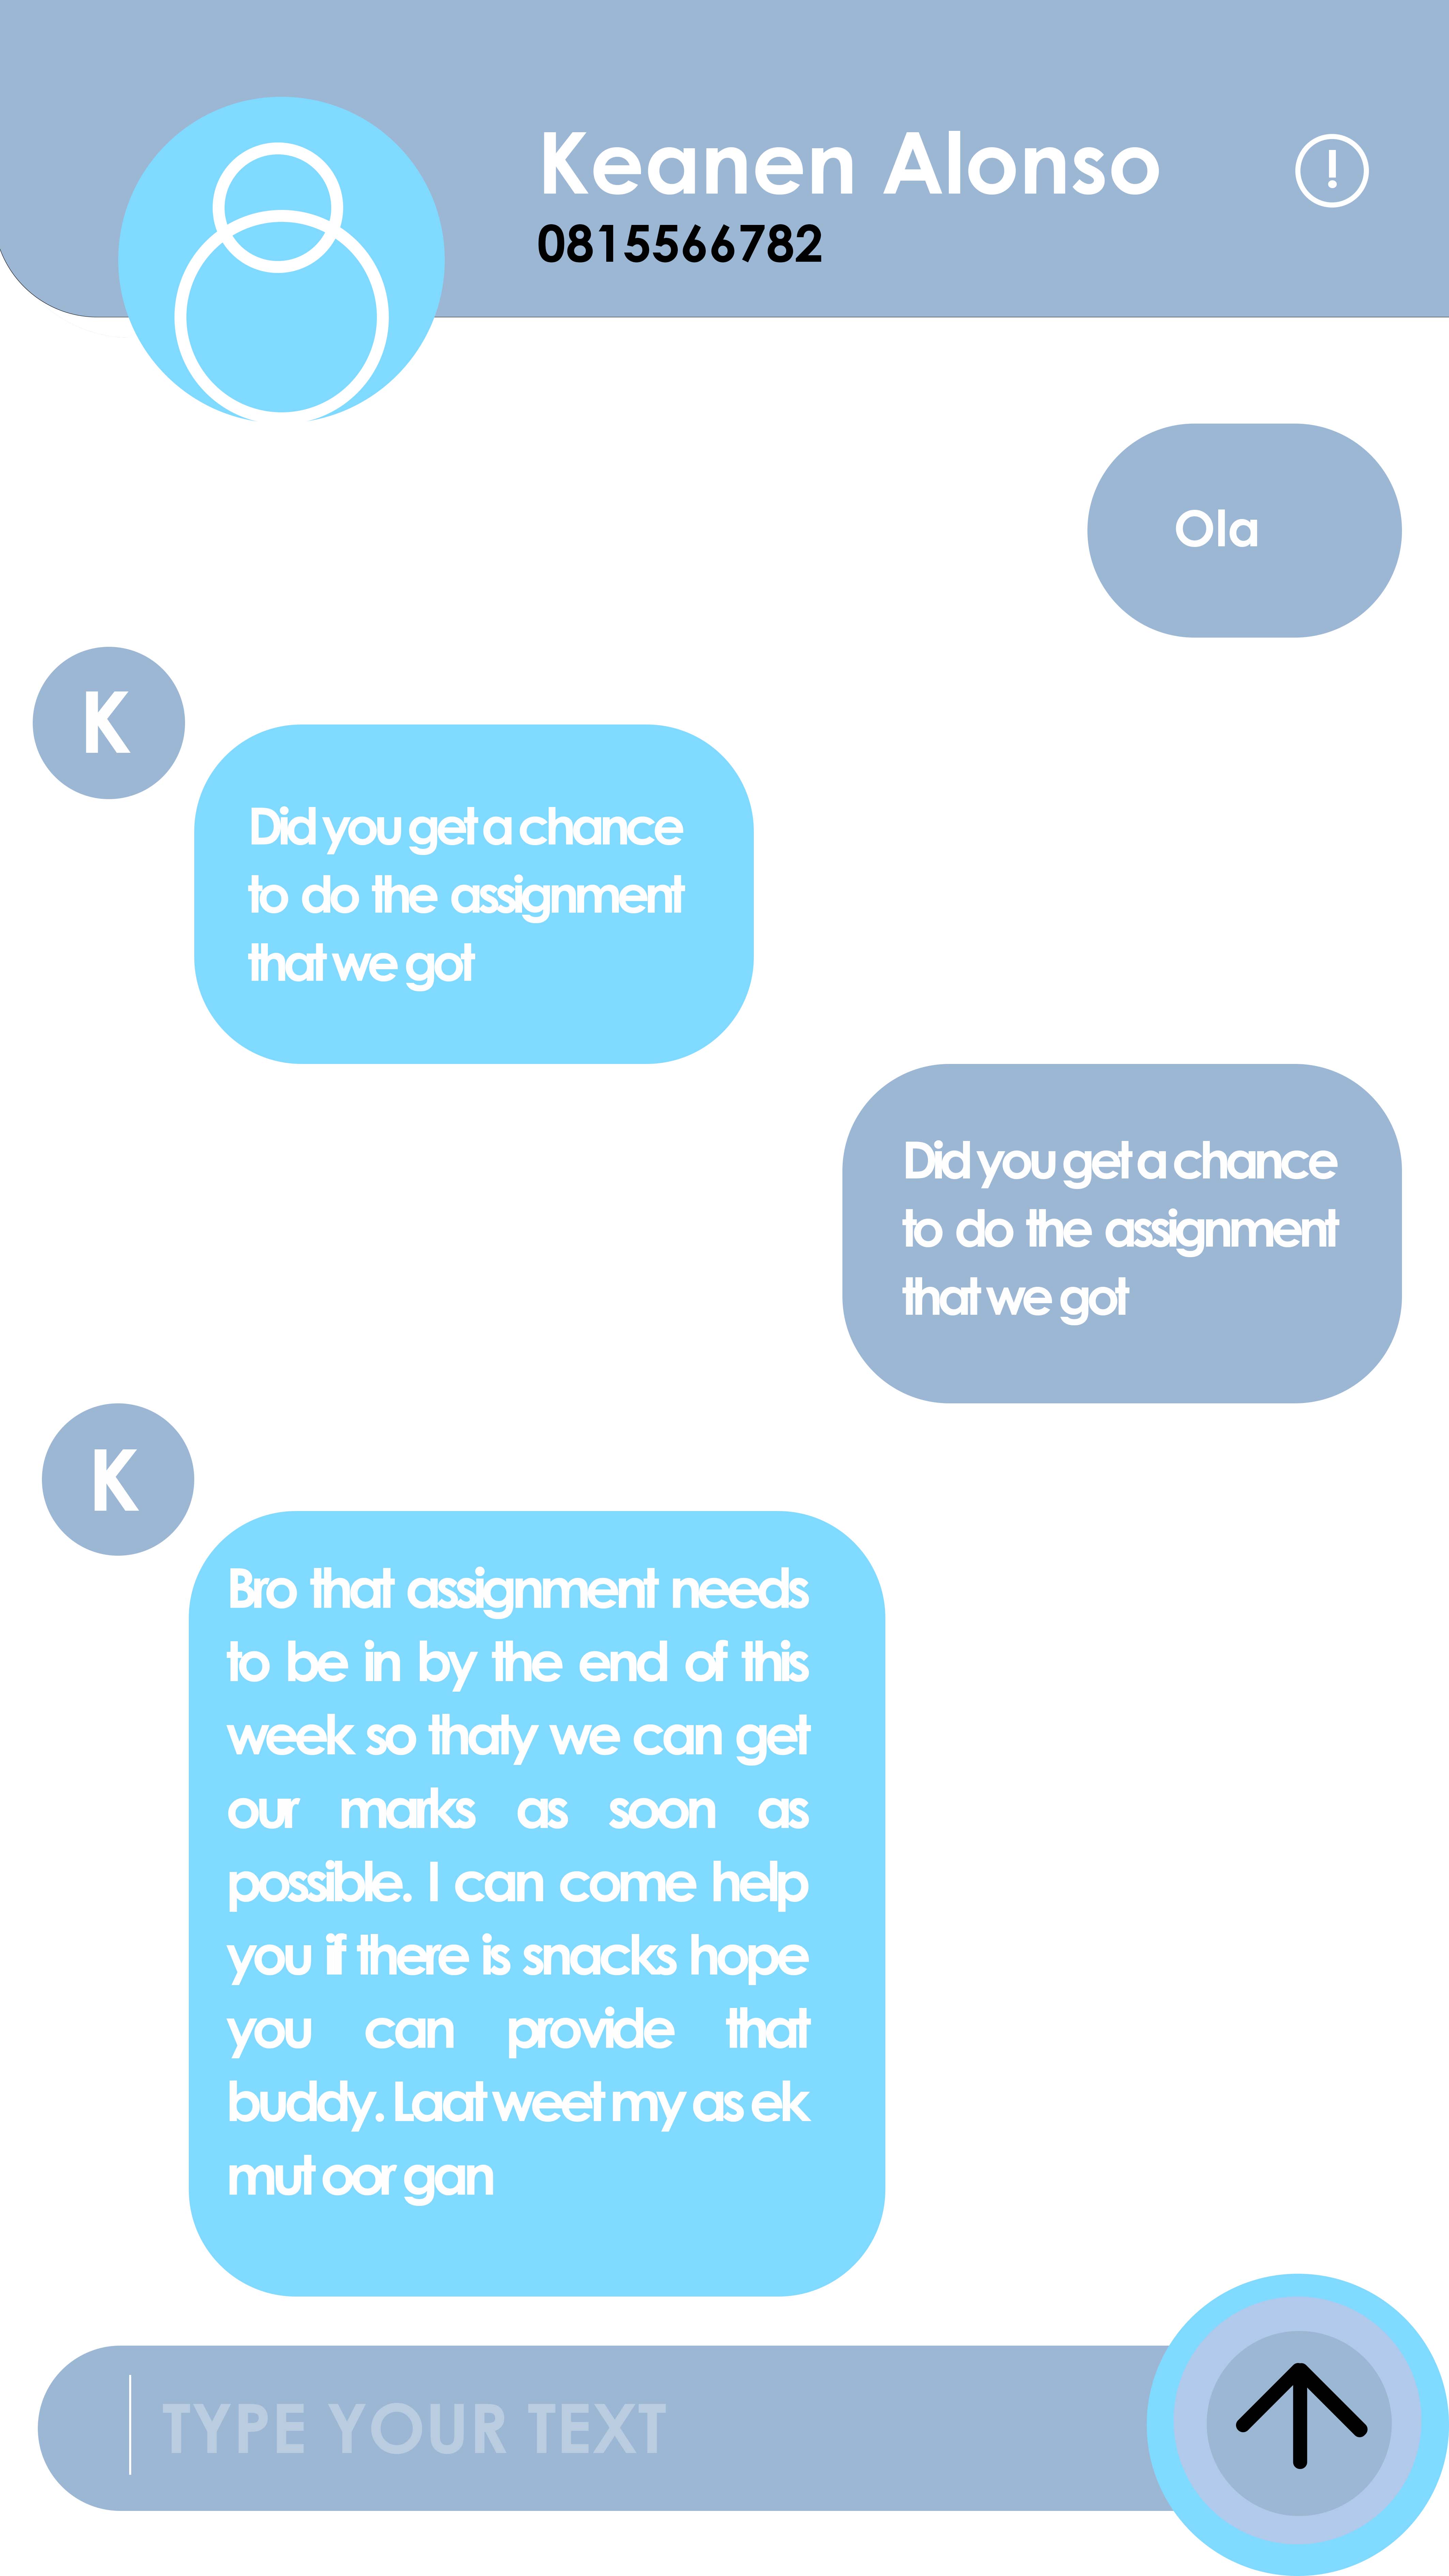 Keanen Alonso
!
0815566782
Ola
K
Did you get a chance
to do the assignment
that we got
Did you get a chance
to do the assignment
that we got
K
Bro that assignment needs
to be in by the end of this
week so thaty we can get
our marks as soon as
possible. I can come help
you if there is snacks hope
you can provide that
buddy. Laat weet my as ek
mut oor gan
TYPE YOUR TEXT